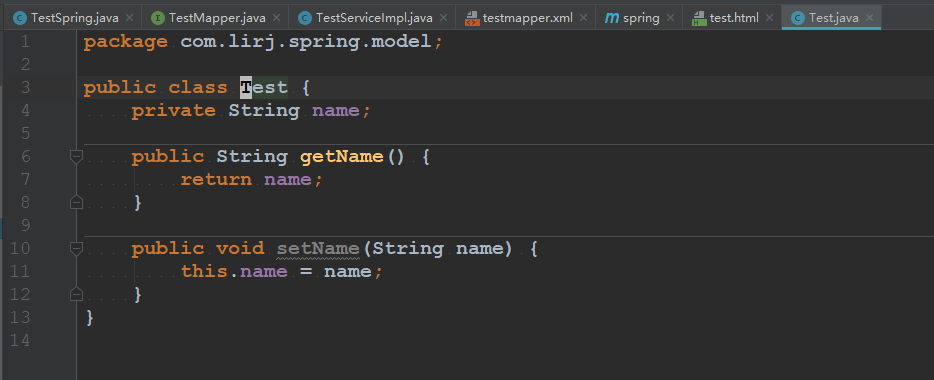 TestSpring.java TestMapper.java TestServiceImpl.java testmapper.xml spring test.html Test.java
1 package com.lirj.spring.model;
2
3 public class Test {
4 private String name;
5
6 public String getName() {
7 return name;
8 }
9
10 public void setName(String name) {
11 this.name = name;
12 }
13 }
14